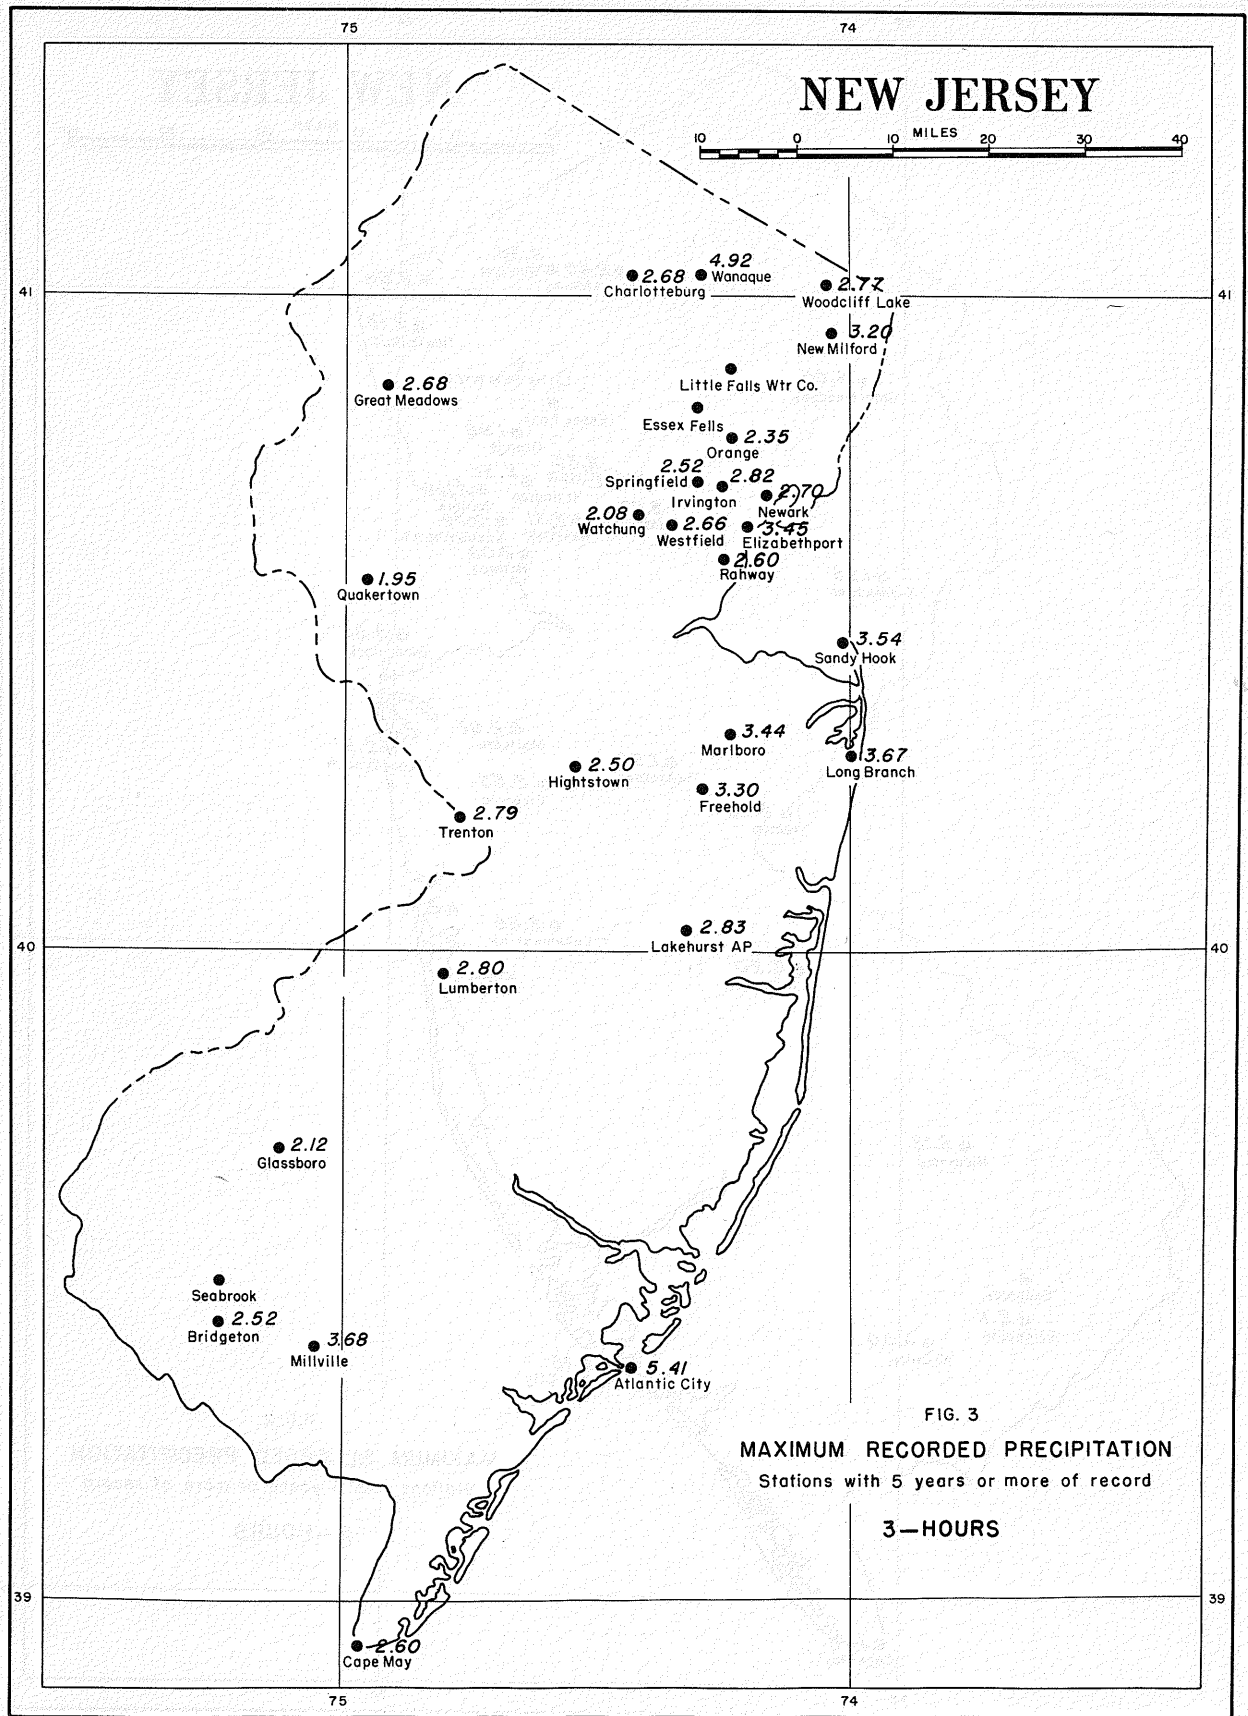 75 74
NEW JERSEY
10 0 10 MILES 20 30 40
4.92
2.68 Wanaque
Charlotteburg
2.77
41 41
Woodcliff Lake
3.20
New Milford
Little Falls Wtr Co.
2.68
Great Meadows
Essex Fells
2.35
Orange
2.52
Springfield
2.82
Irvington
2.70
Newark
2.08
Watchung
2.66
Westfield
3.45
Elizabethport
2.60
Rahway
1.95
Quakertown
3.54
Sandy Hook
3.44
Marlboro
3.67
Long Branch
2.50
Hightstown
3.30
Freehold
2.79
Trenton
2.83
Lakehurst AP
40 40
2.80
Lumberton
2.12
Glassboro
Seabrook
2.52
Bridgeton
3.68
Millville
5.41
Atlantic City
FIG. 3
MAXIMUM RECORDED PRECIPITATION
Stations with 5 years or more of record
3-HOURS
39 39
2.60
Cape May
75 74